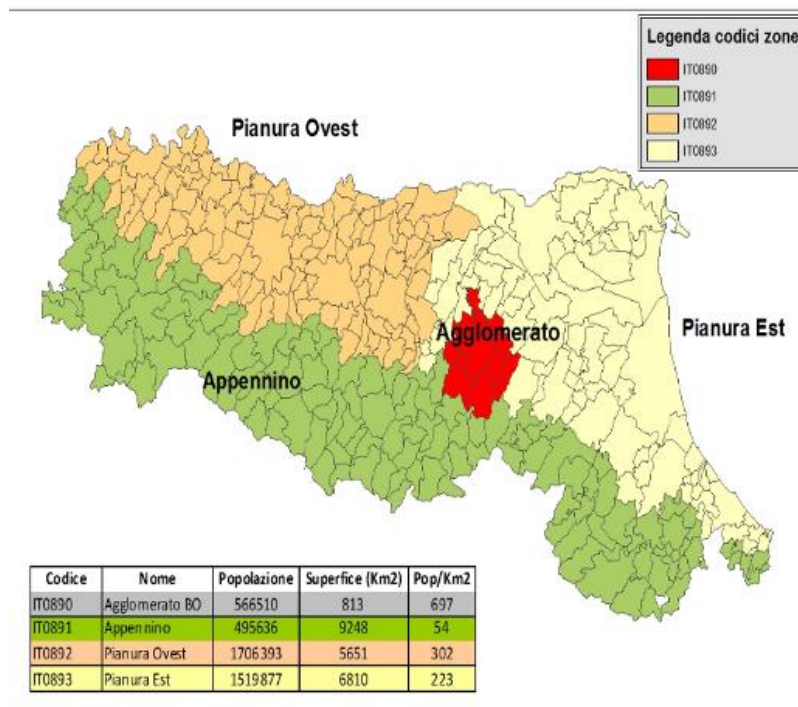 Legenda codici zone
IT0890
IT0891
IT0892
IT0893
Pianura Ovest
Agglomerato
Pianura Est
Appennino
Codice Nome Popolazione Superfice (Km2) Pop/Km2
IT0890 Agglomerato BO 566510 813 697
IT0891 Appennino 495636 9248 54
IT0892 Pianura Ovest 1706393 5651 302
IT0893 Pianura Est 1519877 6810 223